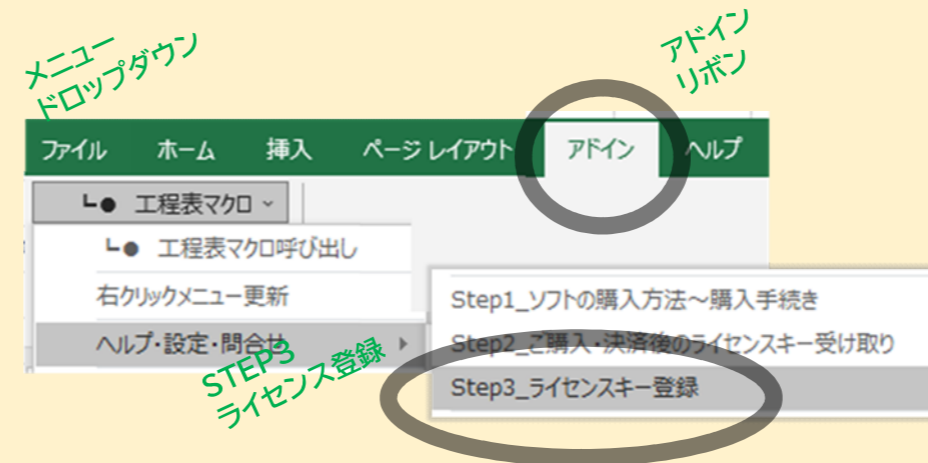 メニュー
ドロップダウン
アドイン
リボン
ファイル ホーム 挿入 ページ レイアウト アドイン ヘルプ
┗● 工程表マクロ
┗● 工程表マクロ呼び出し
右クリックメニュー更新
ヘルプ・設定・問合せ
STEP3
ライセンス登録
Step1_ソフトの購入方法～購入手続き
Step2_ご購入・決済後のライセンスキー受け取り
Step3_ライセンスキー登録